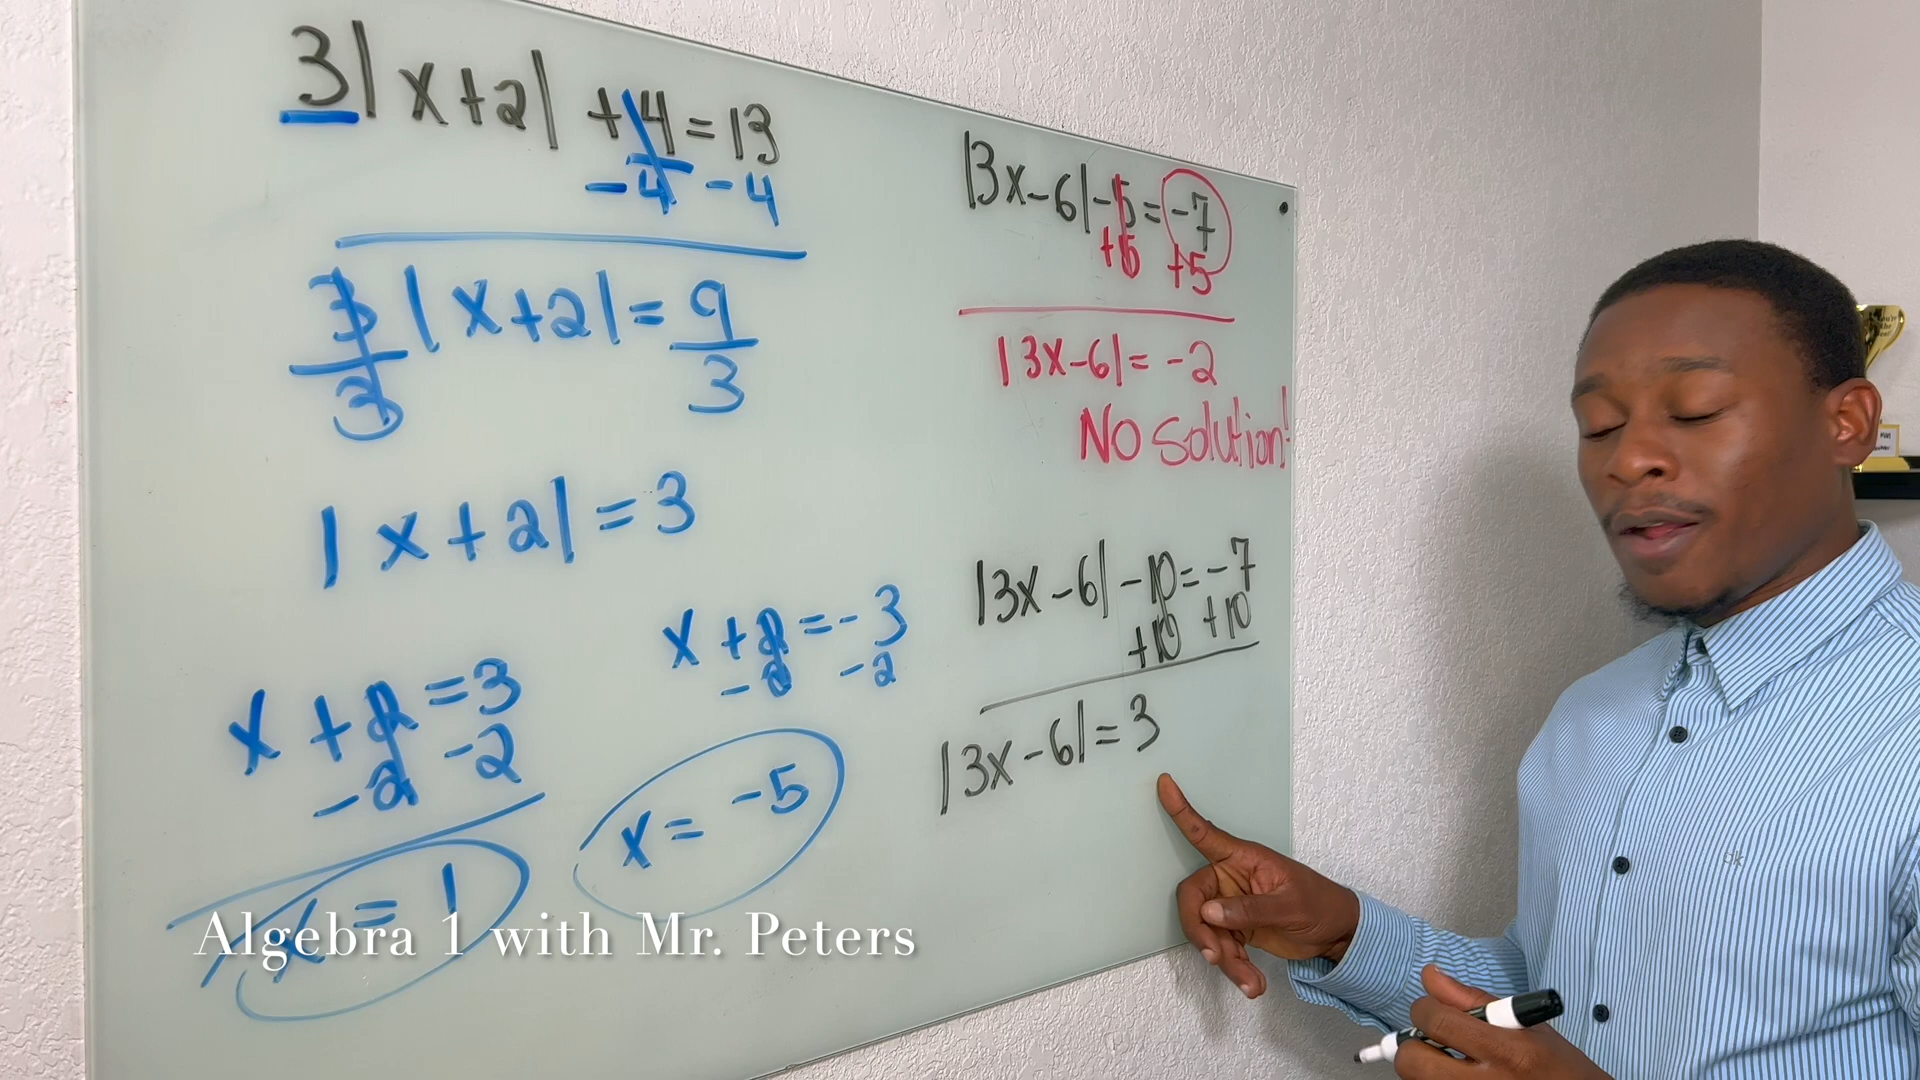 3|x+2| +4=13
-4 -4
3|x+2|=9
3 3
|x+2|=3
x+2=3
-2 -2
x=1
x+2=-3
-2 -2
x=-5
|3x-6|-5=-7
+5 +5
|3x-6|=-2
No Solution!
|3x-6|-10=-7
+10 +10
|3x-6|=3
dk
Algebra 1 with Mr. Peters